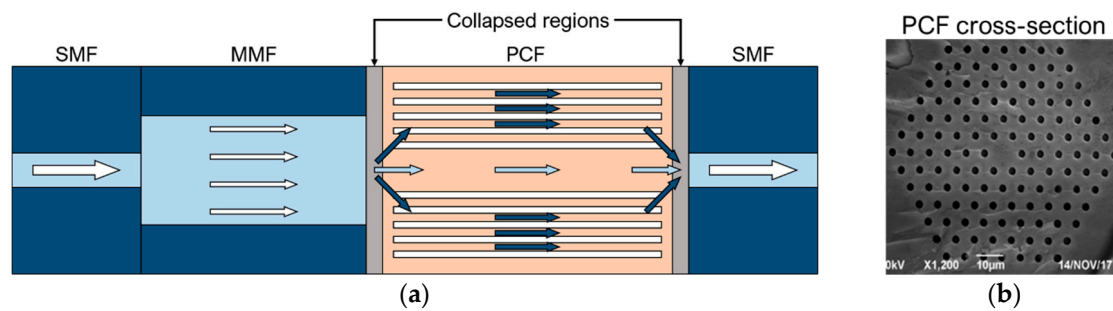 Collapsed regions
SMF
MMF
PCF
SMF
(a)
PCF cross-section
0kV
X1,200
10μm
14/NOV/17
(b)